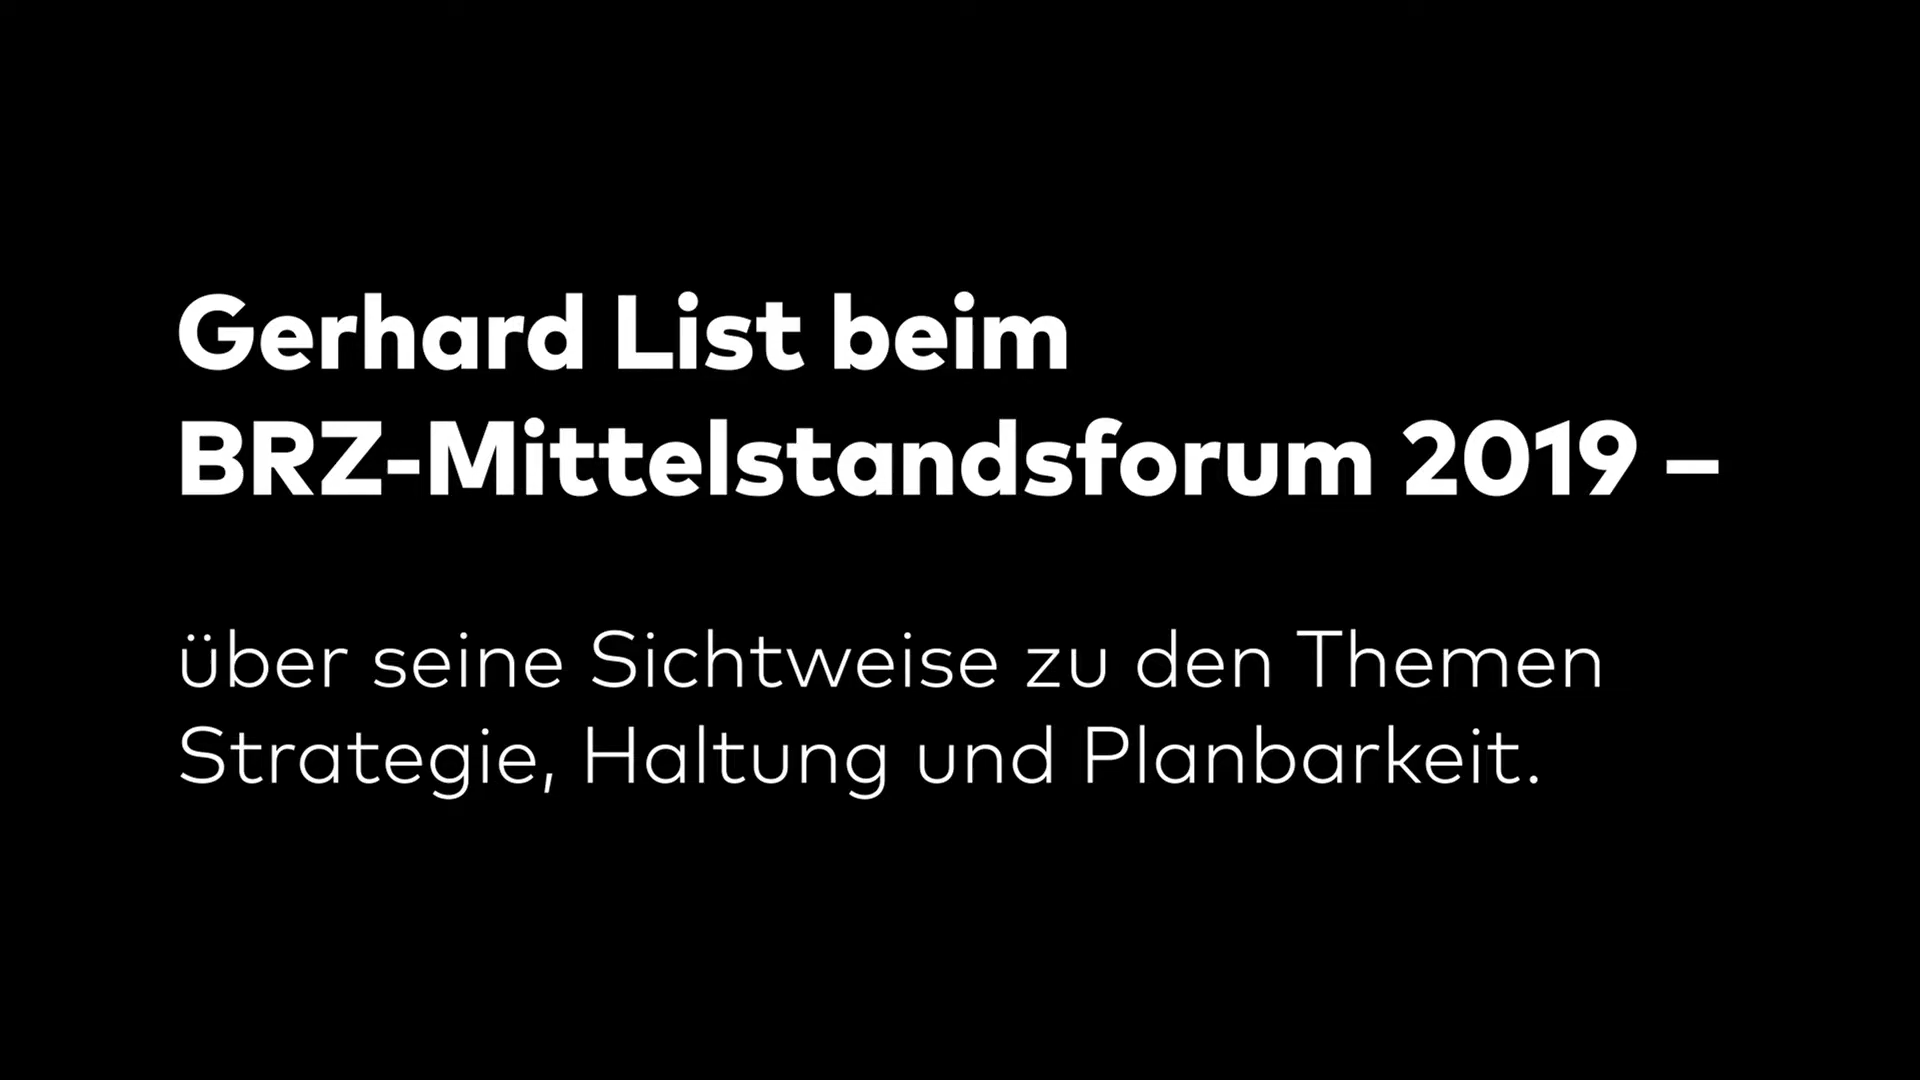 Gerhard List beim
BRZ-Mittelstandsforum 2019 –
über seine Sichtweise zu den Themen
Strategie, Haltung und Planbarkeit.